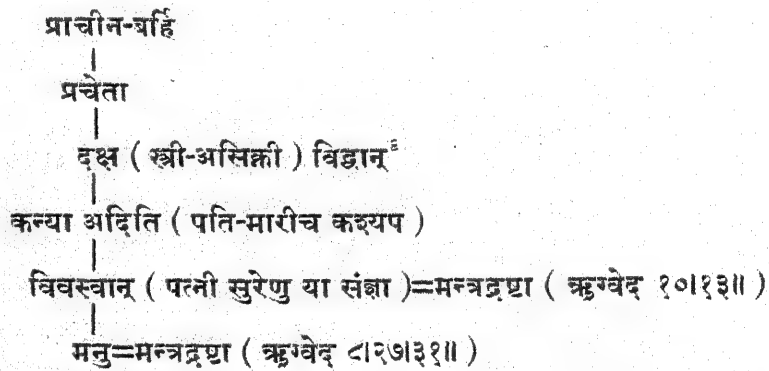 प्राचीन-बर्हि
प्रचेता
दक्ष ( स्त्री-असिक्नी ) विद्वान्³
कन्या अदिति ( पति-मारीच कश्यप )
विवस्वान् ( पत्नी सुरेणु या संज्ञा )=मन्त्रद्रष्टा ( ऋग्वेद १०।१३॥ )
मनु=मन्त्रद्रष्टा ( ऋग्वेद ८।२७।३१॥ )